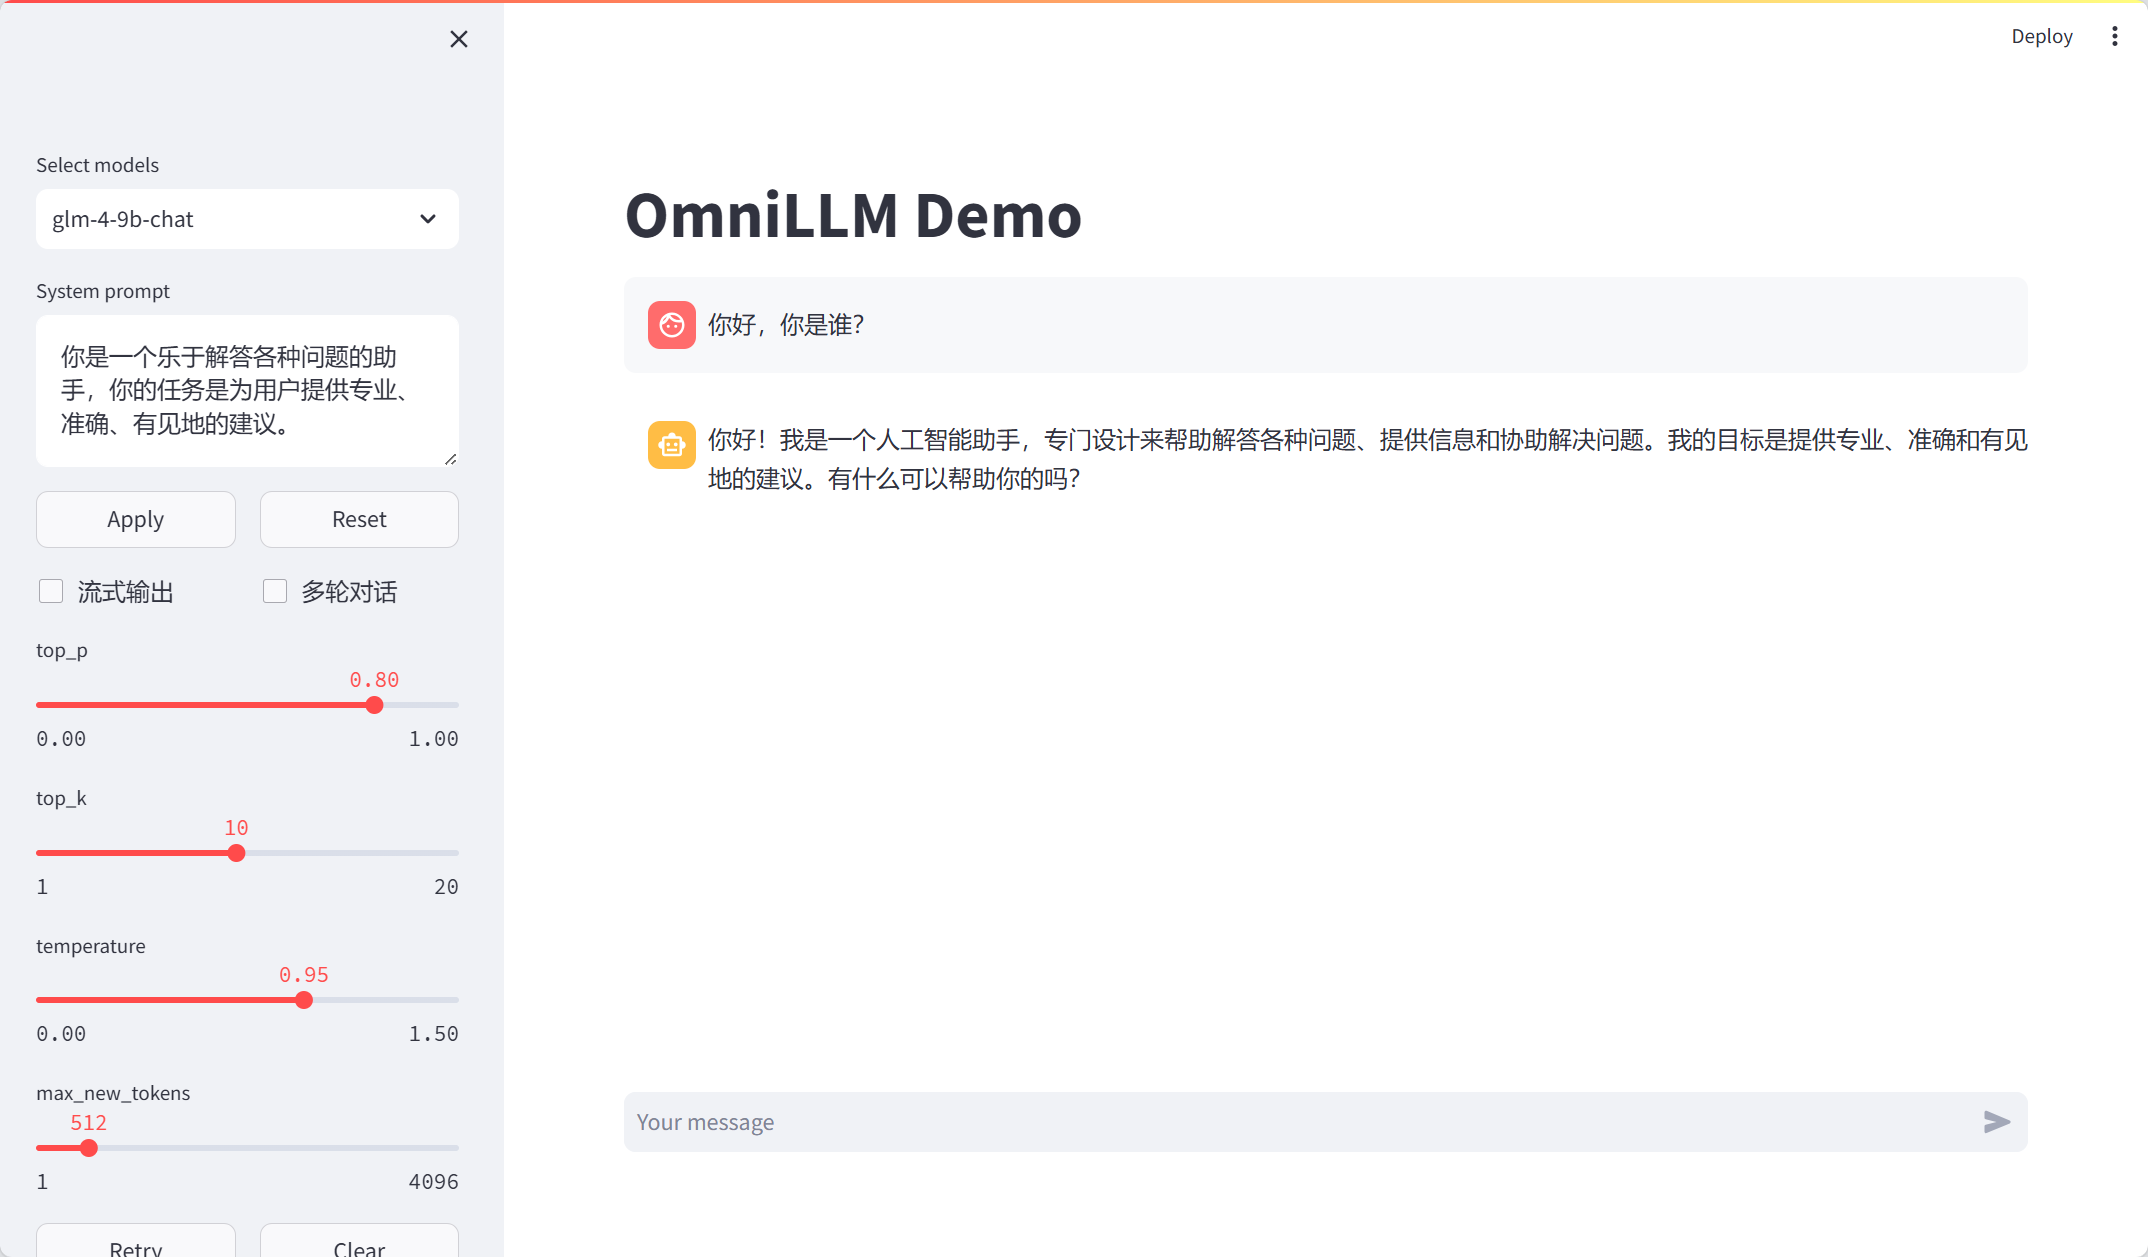 Deploy
Select models
glm-4-9b-chat
System prompt
你是一个乐于解答各种问题的助
手，你的任务是为用户提供专业、
准确、有见地的建议。
Apply
Reset
流式输出
多轮对话
top_p
0.80
0.00
1.00
top_k
10
1
20
temperature
0.95
0.00
1.50
max_new_tokens
512
1
4096
Retry
Clear
OmniLLM Demo
你好，你是谁？
你好！我是一个人工智能助手，专门设计来帮助解答各种问题、提供信息和协助解决问题。我的目标是提供专业、准确和有见
地的建议。有什么可以帮助你的吗？
Your message